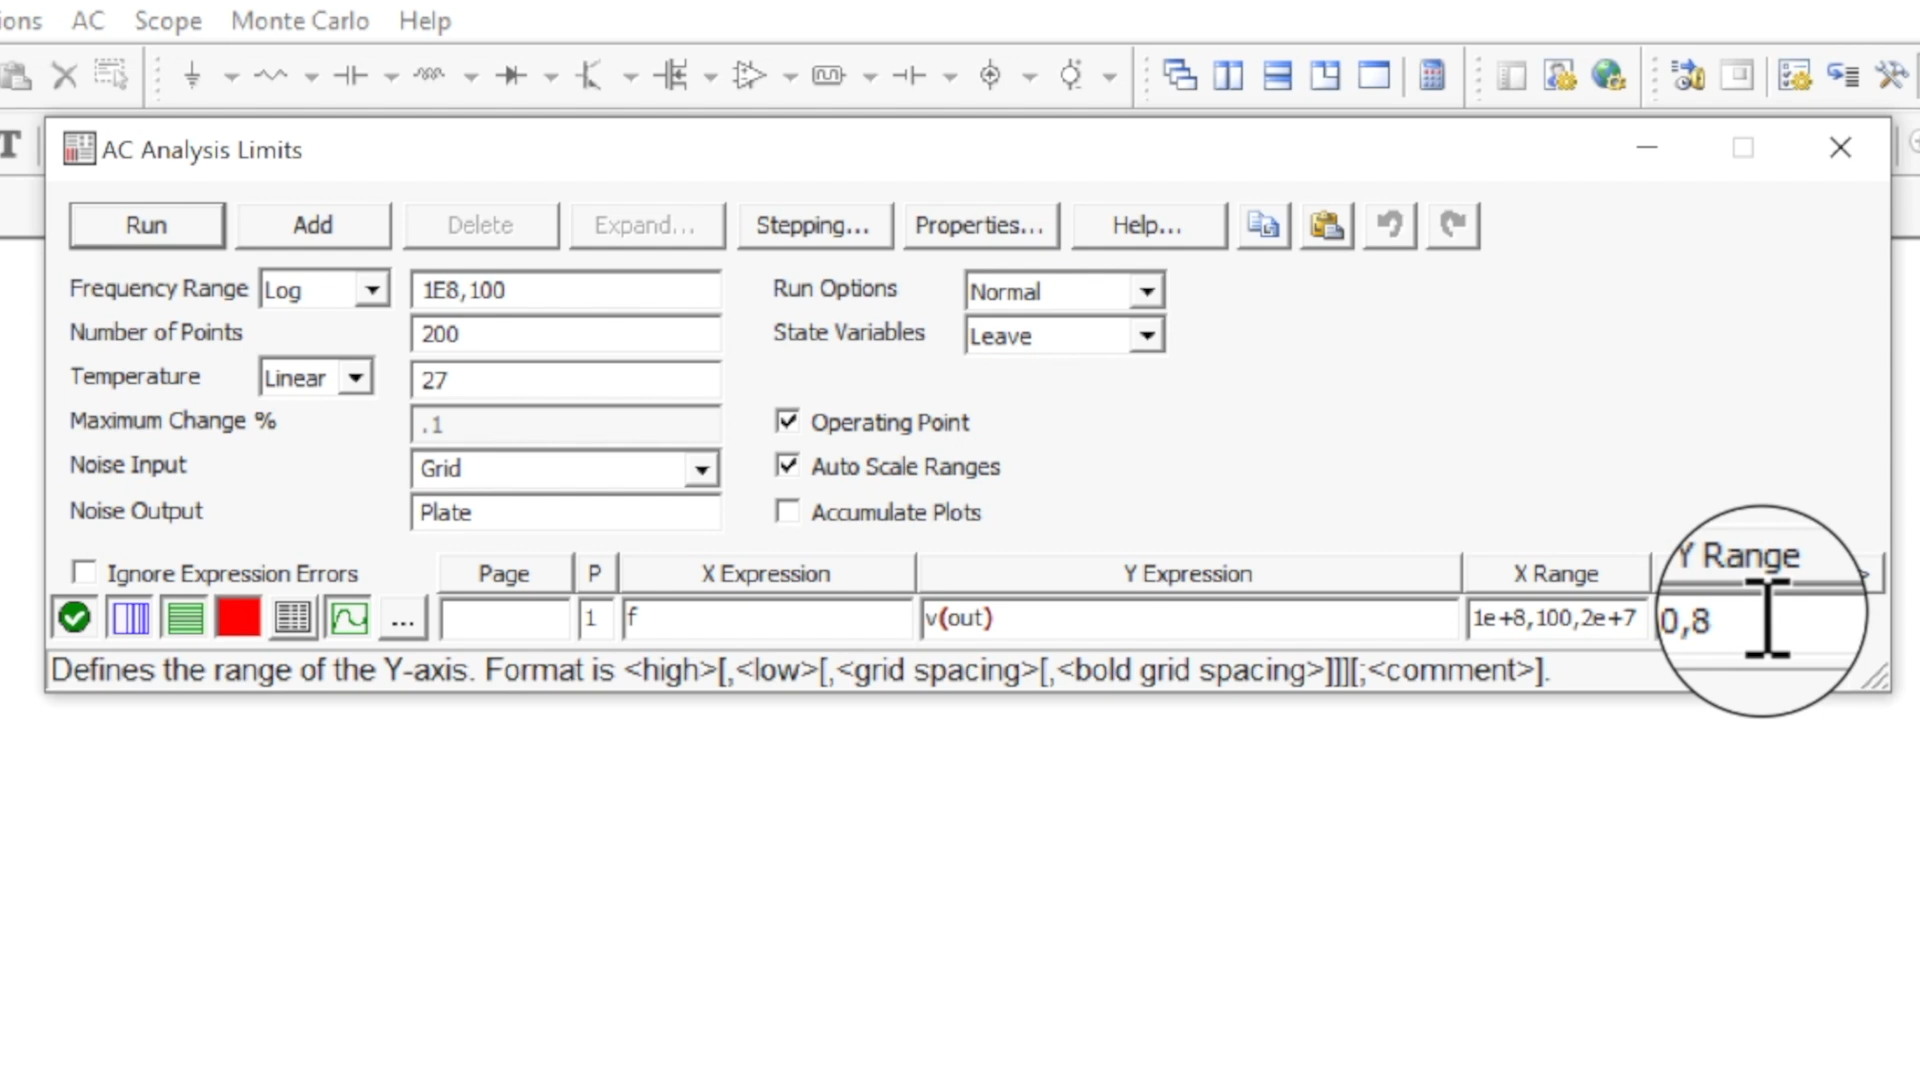 ions AC Scope Monte Carlo Help
T
AC Analysis Limits
Run Add Delete Expand... Stepping... Properties... Help...
Frequency Range Log 1E8,100 Run Options Normal
Number of Points 200 State Variables Leave
Temperature Linear 27
Maximum Change % .1 Operating Point
Noise Input Grid Auto Scale Ranges
Noise Output Plate Accumulate Plots
Ignore Expression Errors Page P X Expression Y Expression X Range Y Range >
... 1 f v(out) 1e+8,100,2e+7 0,8
Defines the range of the Y-axis. Format is <high>[,<low>[,<grid spacing>[,<bold grid spacing>]]][;<comment>].